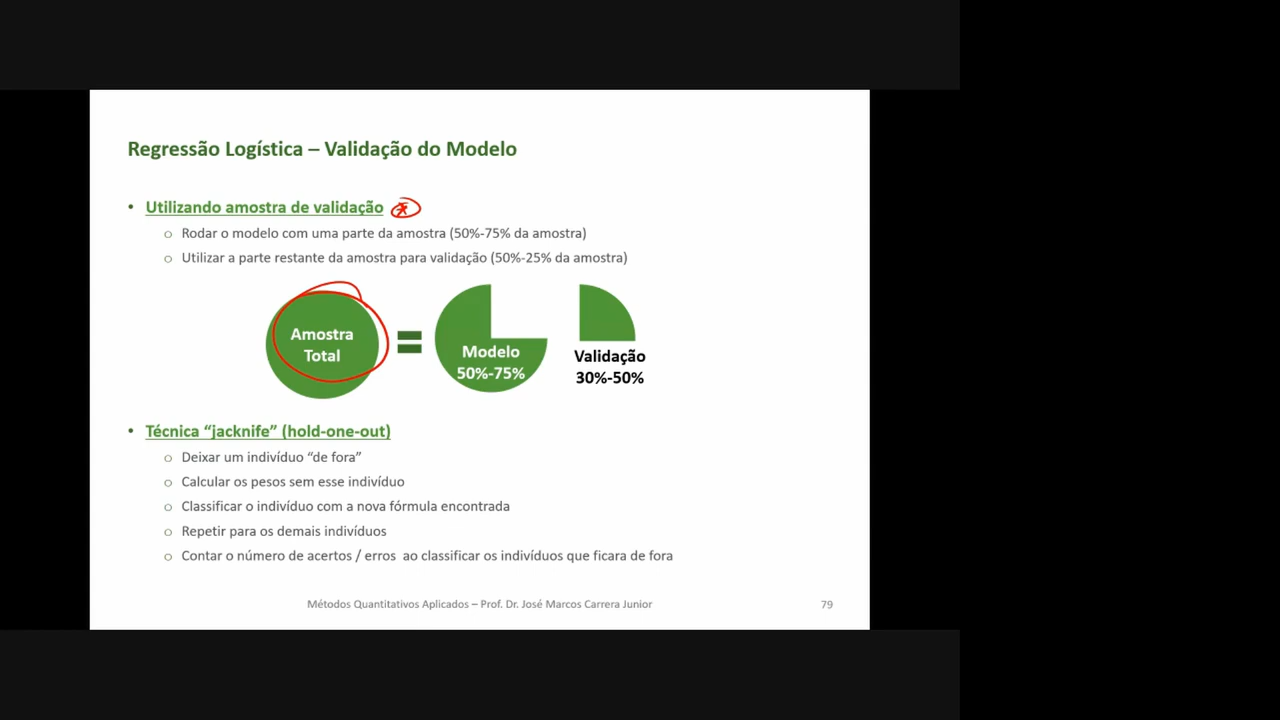 Regressão Logística – Validação do Modelo
• Utilizando amostra de validação
o Rodar o modelo com uma parte da amostra (50%-75% da amostra)
o Utilizar a parte restante da amostra para validação (50%-25% da amostra)
Amostra
Total
=
Modelo
50%-75%
Validação
30%-50%
• Técnica “jacknife” (hold-one-out)
o Deixar um indivíduo “de fora”
o Calcular os pesos sem esse indivíduo
o Classificar o indivíduo com a nova fórmula encontrada
o Repetir para os demais indivíduos
o Contar o número de acertos / erros ao classificar os indivíduos que ficara de fora
Métodos Quantitativos Aplicados – Prof. Dr. José Marcos Carrera Junior
79